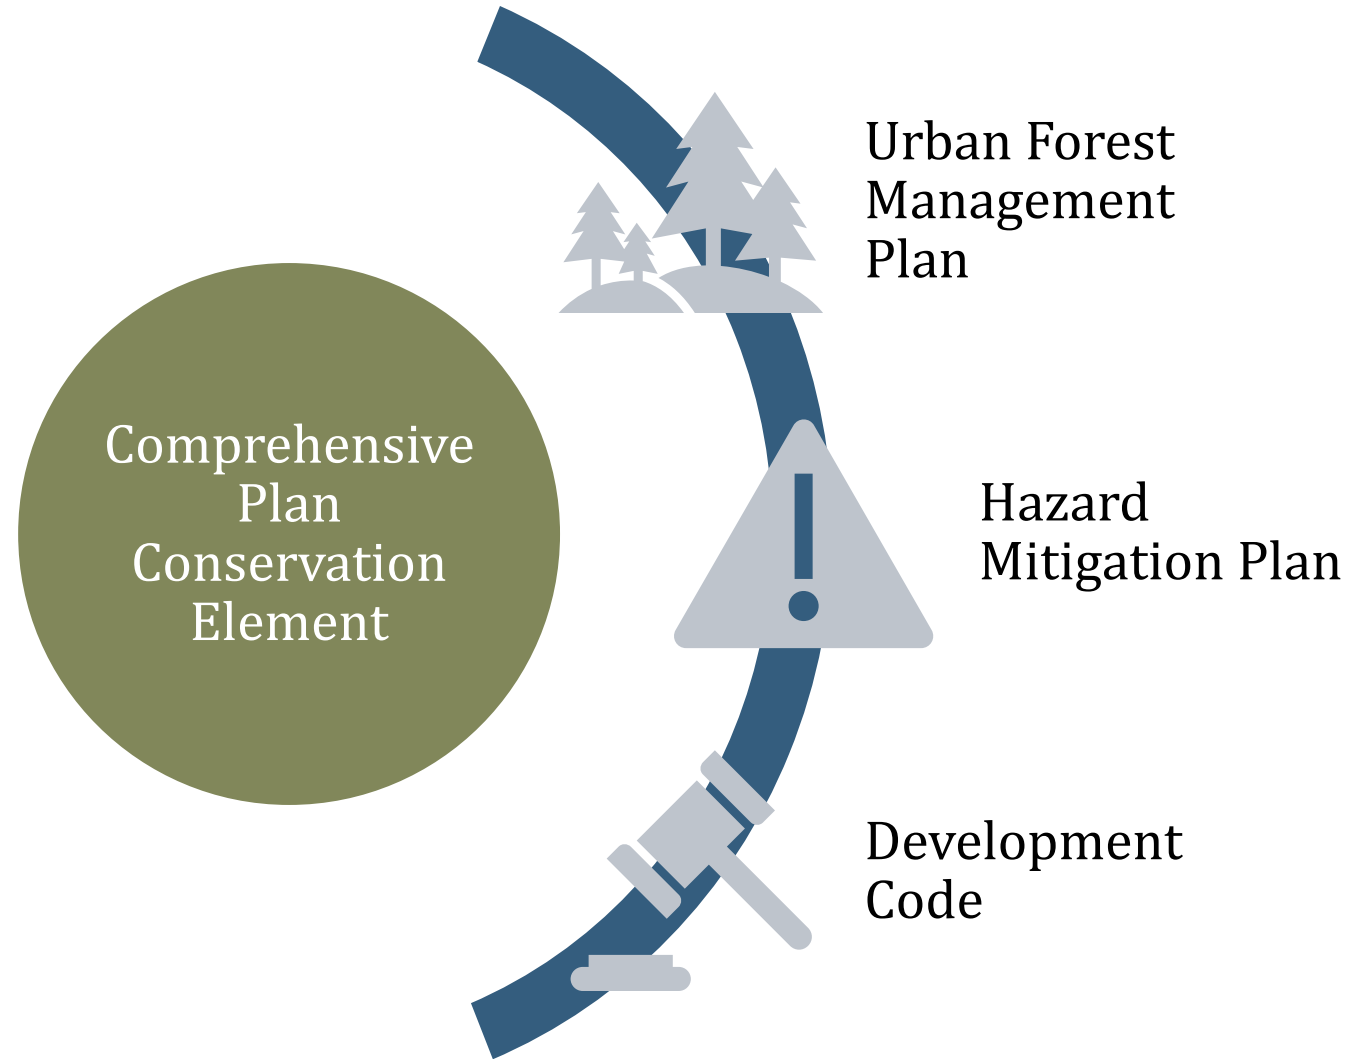 Comprehensive
Plan
Conservation
Element
Urban Forest
Management
Plan
Hazard
Mitigation Plan
Development
Code